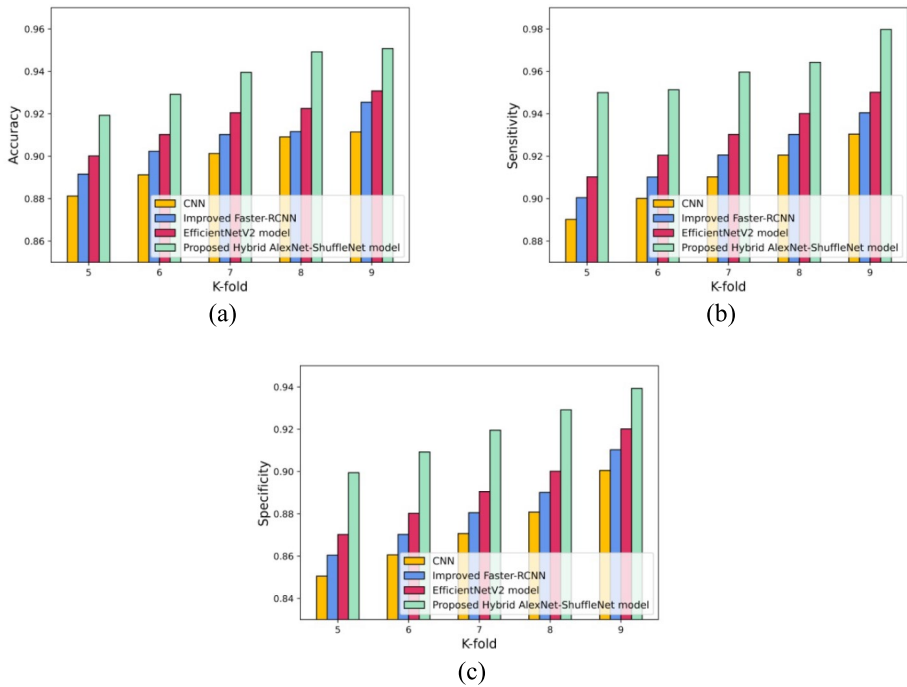 0.96
0.94
0.92
0.90
0.88
0.86
Accuracy
CNN
Improved Faster-RCNN
EfficientNetV2 model
Proposed Hybrid AlexNet-ShuffleNet model
5 6 7 8 9
K-fold
(a)
0.96
0.94
0.92
0.90
0.88
Sensitivity
CNN
Improved Faster-RCNN
EfficientNetV2 model
Proposed Hybrid AlexNet-ShuffleNet model
5 6 7 8 9
K-fold
(b)
0.94
0.92
0.90
0.88
0.86
0.84
Specificity
CNN
Improved Faster-RCNN
EfficientNetV2 model
Proposed Hybrid AlexNet-ShuffleNet model
5 6 7 8 9
K-fold
(c)